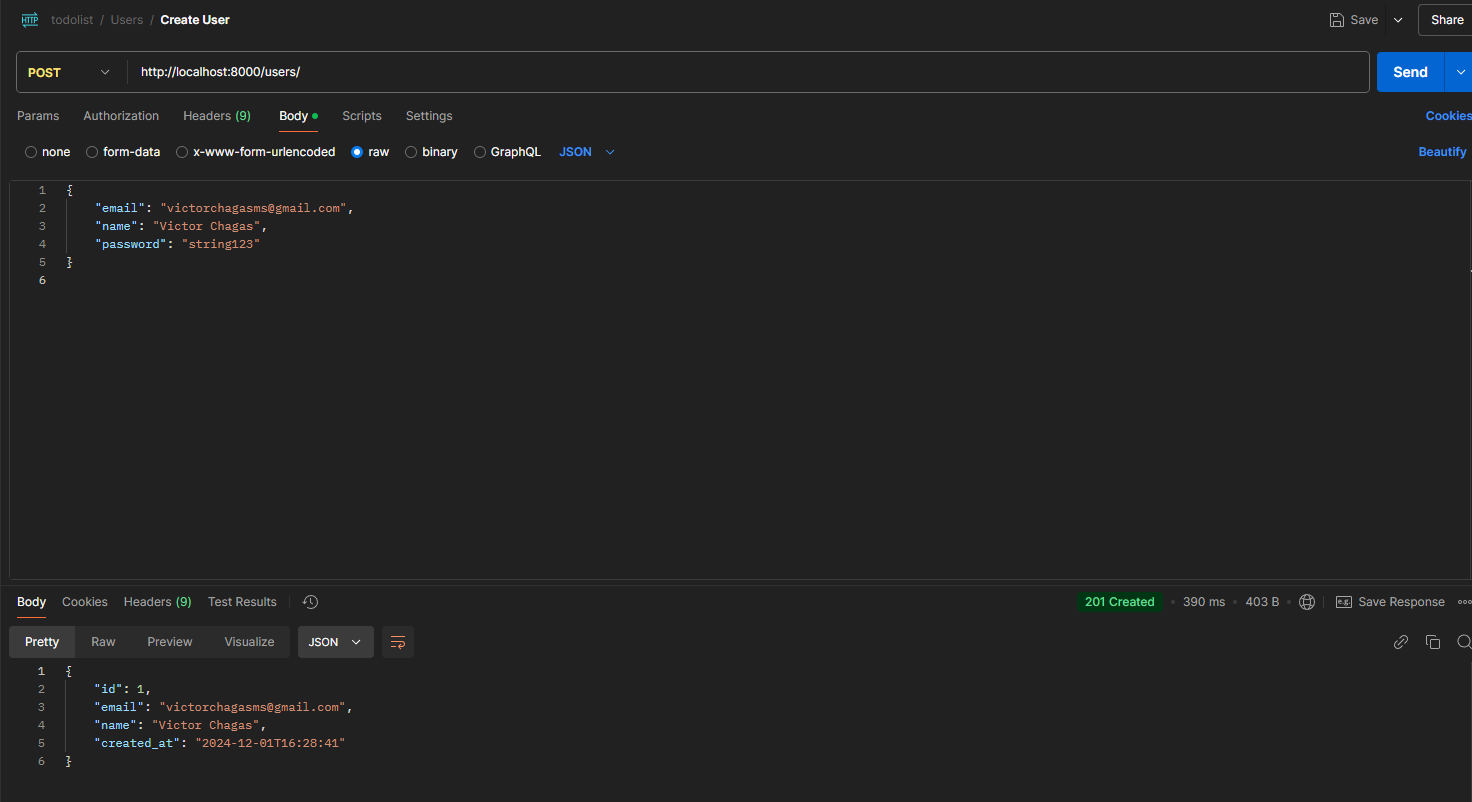 HTTP todolist / Users / Create User Save Share
POST http://localhost:8000/users/ Send
Params Authorization Headers (9) Body Scripts Settings Cookies
none form-data x-www-form-urlencoded raw binary GraphQL JSON Beautify
1 {
2 "email": "victorchagasms@gmail.com",
3 "name": "Victor Chagas",
4 "password": "string123"
5 }
6
Body Cookies Headers (9) Test Results 201 Created • 390 ms • 403 B • e.g. Save Response
Pretty Raw Preview Visualize JSON
1 {
2 "id": 1,
3 "email": "victorchagasms@gmail.com",
4 "name": "Victor Chagas",
5 "created_at": "2024-12-01T16:28:41"
6 }